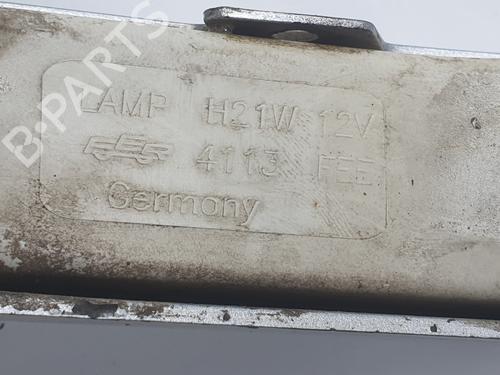 LAMP H21W 12V
4113 FEE
Germany
B-PARTS